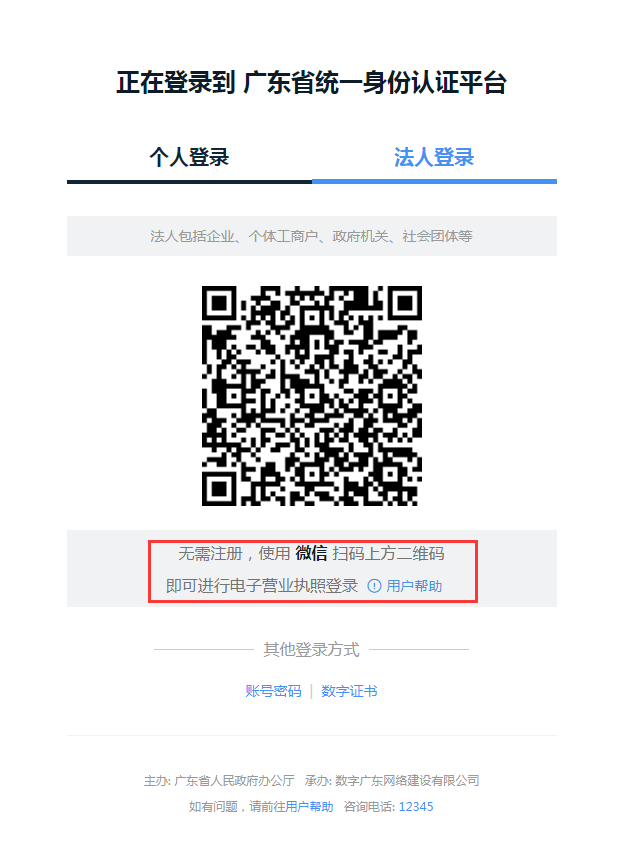 正在登录到 广东省统一身份认证平台
个人登录 法人登录
法人包括企业、个体工商户、政府机关、社会团体等
无需注册，使用 微信 扫码上方二维码
即可进行电子营业执照登录 用户帮助
其他登录方式
账号密码 | 数字证书
主办: 广东省人民政府办公厅 承办: 数字广东网络建设有限公司
如有问题，请前往用户帮助 咨询电话: 12345